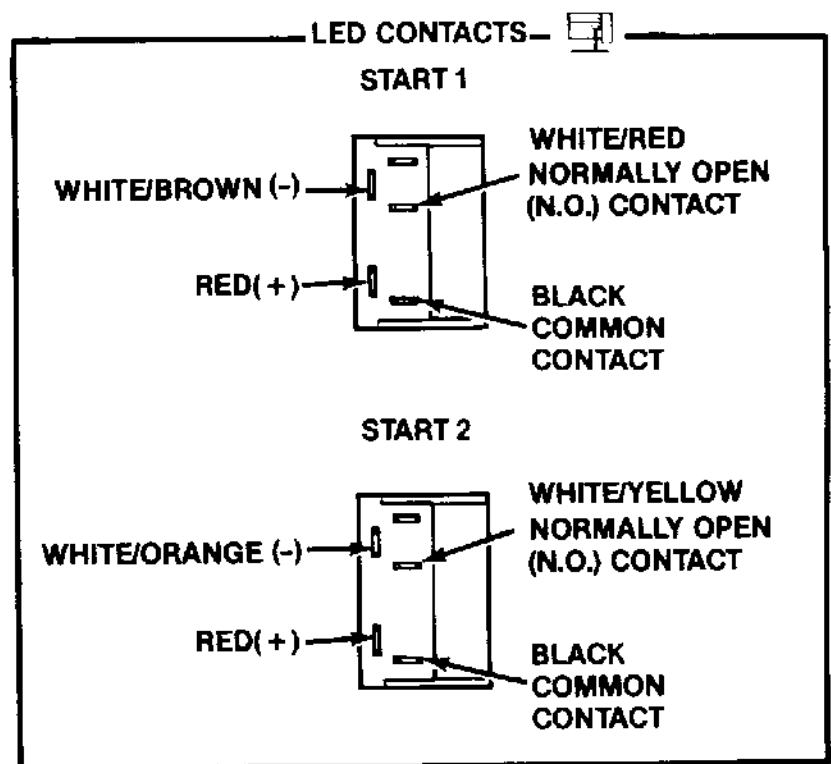 LED CONTACTS
START 1
WHITE/BROWN (-)
WHITE/RED
NORMALLY OPEN
(N.O.) CONTACT
RED(+)
BLACK
COMMON
CONTACT
START 2
WHITE/ORANGE (-)
WHITE/YELLOW
NORMALLY OPEN
(N.O.) CONTACT
RED(+)
BLACK
COMMON
CONTACT